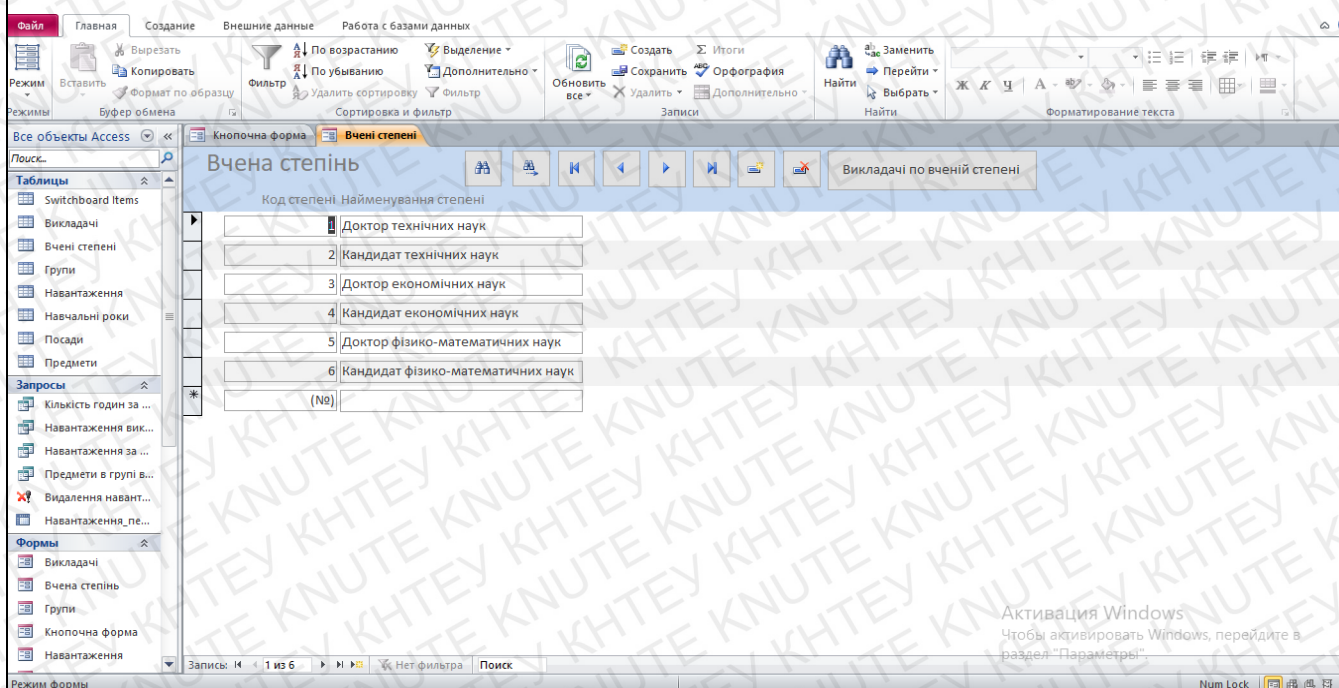 Файл Главная Создание Внешние данные Работа с базами данных
Вырезать По возрастанию Выделение Создать Итоги Заменить
Режим Вставить Копировать Фильтр По убыванию Дополнительно Обновить все Сохранить Орфография Найти Перейти
Формат по образцу Удалить сортировку Фильтр Удалить Дополнительно Выбрать Ж К Ч А
Режимы Буфер обмена Сортировка и фильтр Записи Найти Форматирование текста
Все объекты Access Кнопочна форма Вчені степені
Поиск... Вчена степінь Викладачі по вченій степені
Таблицы
Switchboard Items Код степені Найменування степені
Викладачі 1 Доктор технічних наук
Вчені степені 2 Кандидат технічних наук
Групи 3 Доктор економічних наук
Навантаження 4 Кандидат економічних наук
Навчальні роки 5 Доктор фізико-математичних наук
Посади 6 Кандидат фізико-математичних наук
Предмети (№)
Запросы
Кількість годин за ...
Навантаження вик...
Навантаження за ...
Предмети в групі в...
Видалення навант...
Навантаження_пе...
Формы
Викладачі
Вчена степінь
Групи
Кнопочна форма
Навантаження
Активация Windows
Чтобы активировать Windows, перейдите в
раздел "Параметры".
Запись: 1 из 6 Нет фильтра Поиск
Режим формы Num Lock
KNUTE KHTEY KNUTE KHTEY KNUTE